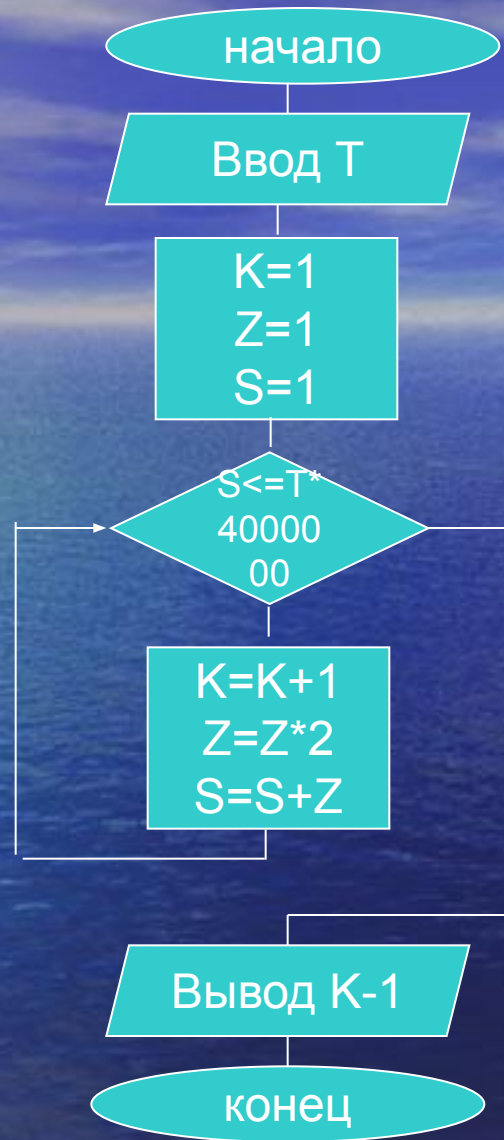 начало
Ввод T
K=1
Z=1
S=1
S<=T*
40000
00
K=K+1
Z=Z*2
S=S+Z
Вывод K-1
конец